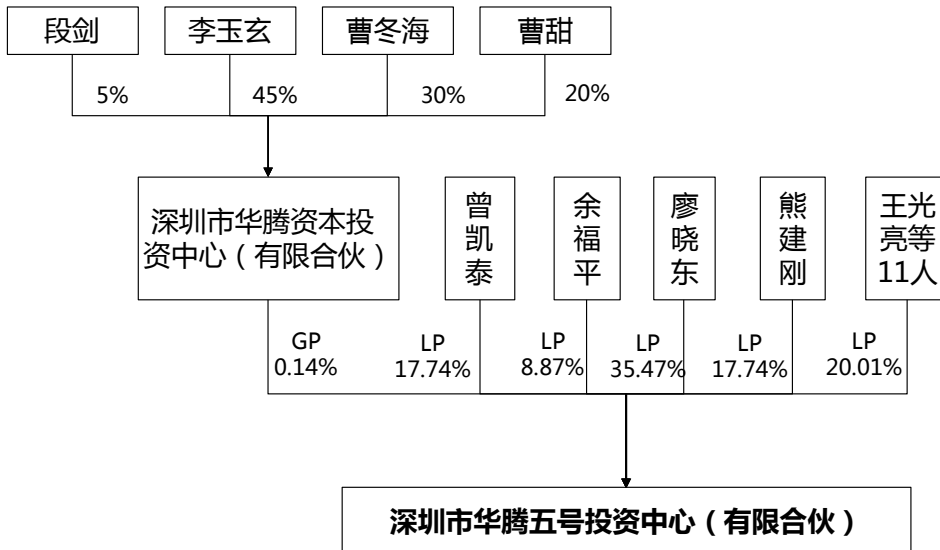 段剑
李玉玄
曹冬海
曹甜
5%
45%
30%
20%
深圳市华腾资本投
资中心（有限合伙）
曾
凯
泰
余
福
平
廖
晓
东
熊
建
刚
王光
亮等
11人
GP
0.14%
LP
17.74%
LP
8.87%
LP
35.47%
LP
17.74%
LP
20.01%
深圳市华腾五号投资中心（有限合伙）